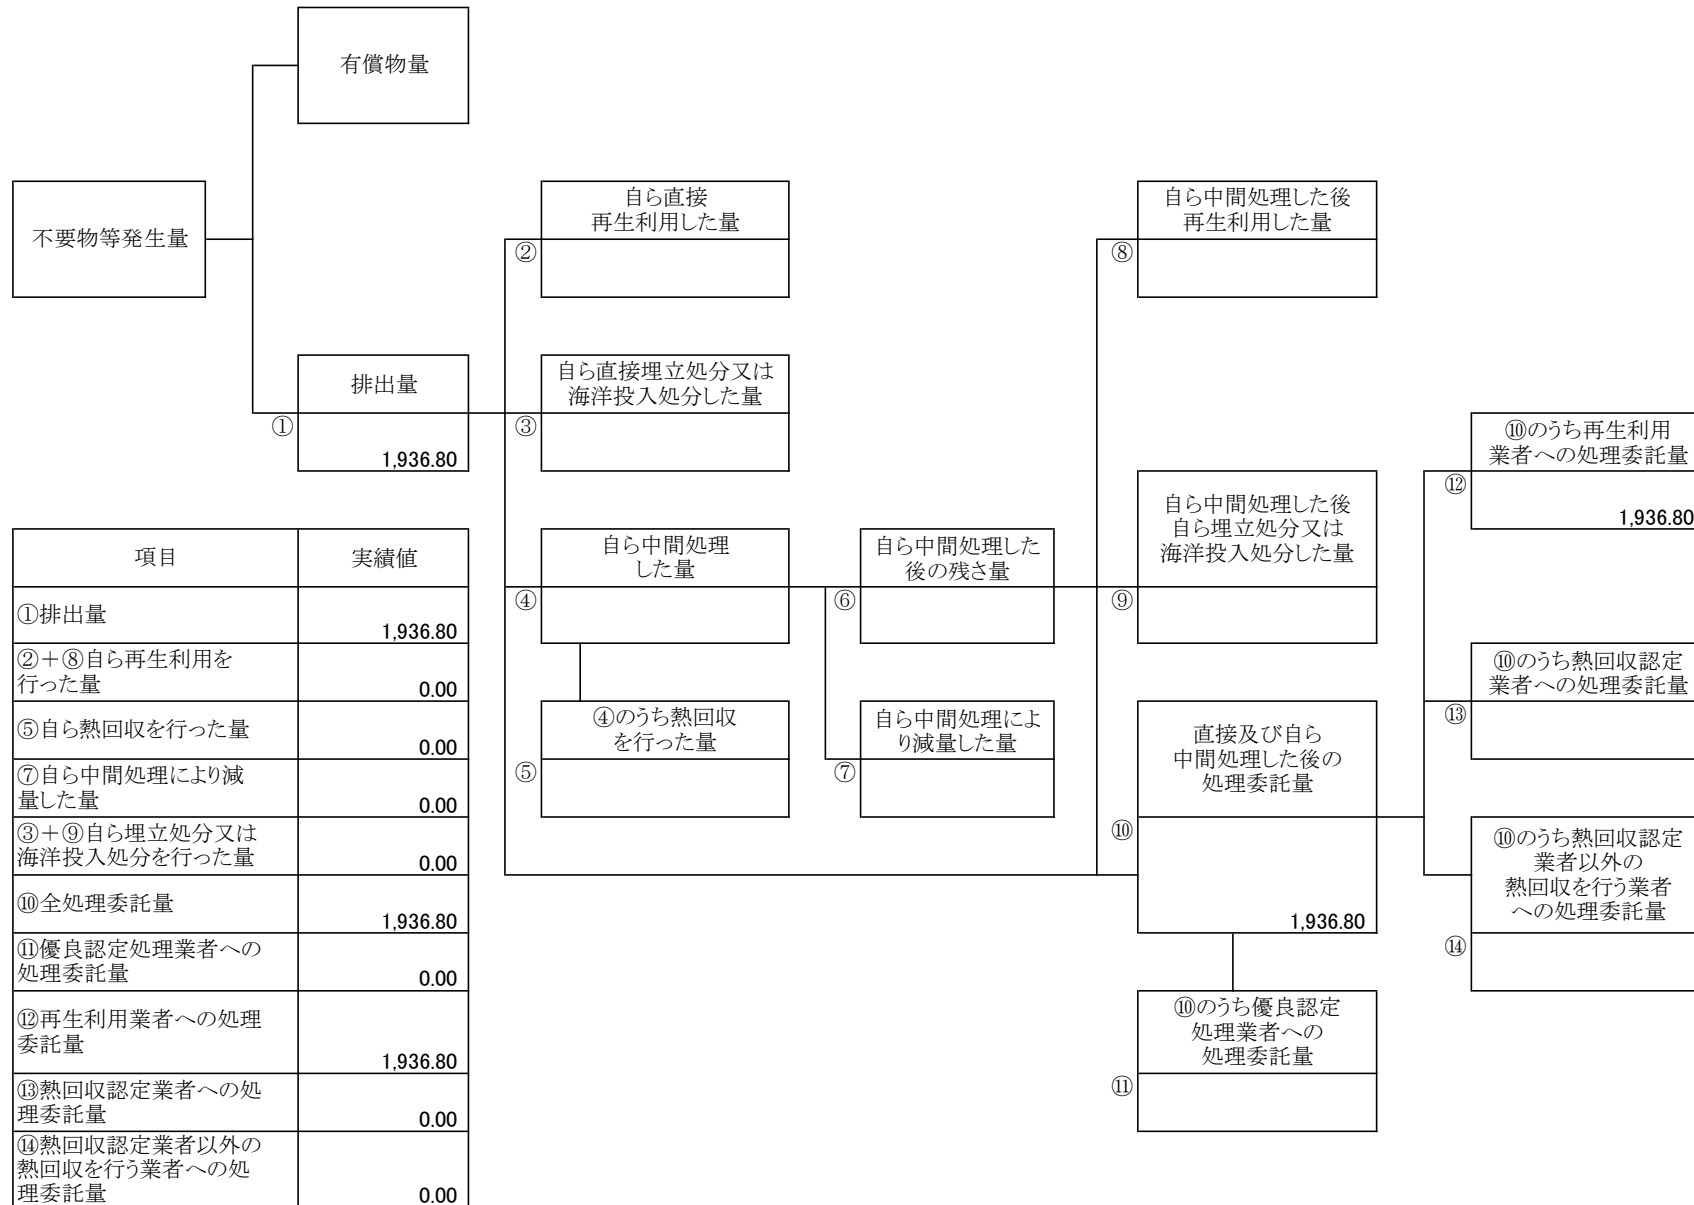 有償物量
不要物等発生量
自ら直接
再生利用した量
②
自ら中間処理した後
再生利用した量
⑧
排出量
①
1,936.80
自ら直接埋立処分又は
海洋投入処分した量
③
⑩のうち再生利用
業者への処理委託量
⑫
1,936.80
自ら中間処理
した量
④
自ら中間処理した
後の残さ量
⑥
自ら中間処理した後
自ら埋立処分又は
海洋投入処分した量
⑨
④のうち熱回収
を行った量
⑤
自ら中間処理によ
り減量した量
⑦
直接及び自ら
中間処理した後の
処理委託量
⑩
1,936.80
⑩のうち熱回収認定
業者への処理委託量
⑬
⑩のうち熱回収認定
業者以外の
熱回収を行う業者
への処理委託量
⑭
⑩のうち優良認定
処理業者への
処理委託量
⑪
項目 実績値
①排出量
1,936.80
②＋⑧自ら再生利用を
行った量
0.00
⑤自ら熱回収を行った量
0.00
⑦自ら中間処理により減
量した量
0.00
③＋⑨自ら埋立処分又は
海洋投入処分を行った量
0.00
⑩全処理委託量
1,936.80
⑪優良認定処理業者への
処理委託量
0.00
⑫再生利用業者への処理
委託量
1,936.80
⑬熱回収認定業者への処
理委託量
0.00
⑭熱回収認定業者以外の
熱回収を行う業者への処
理委託量
0.00